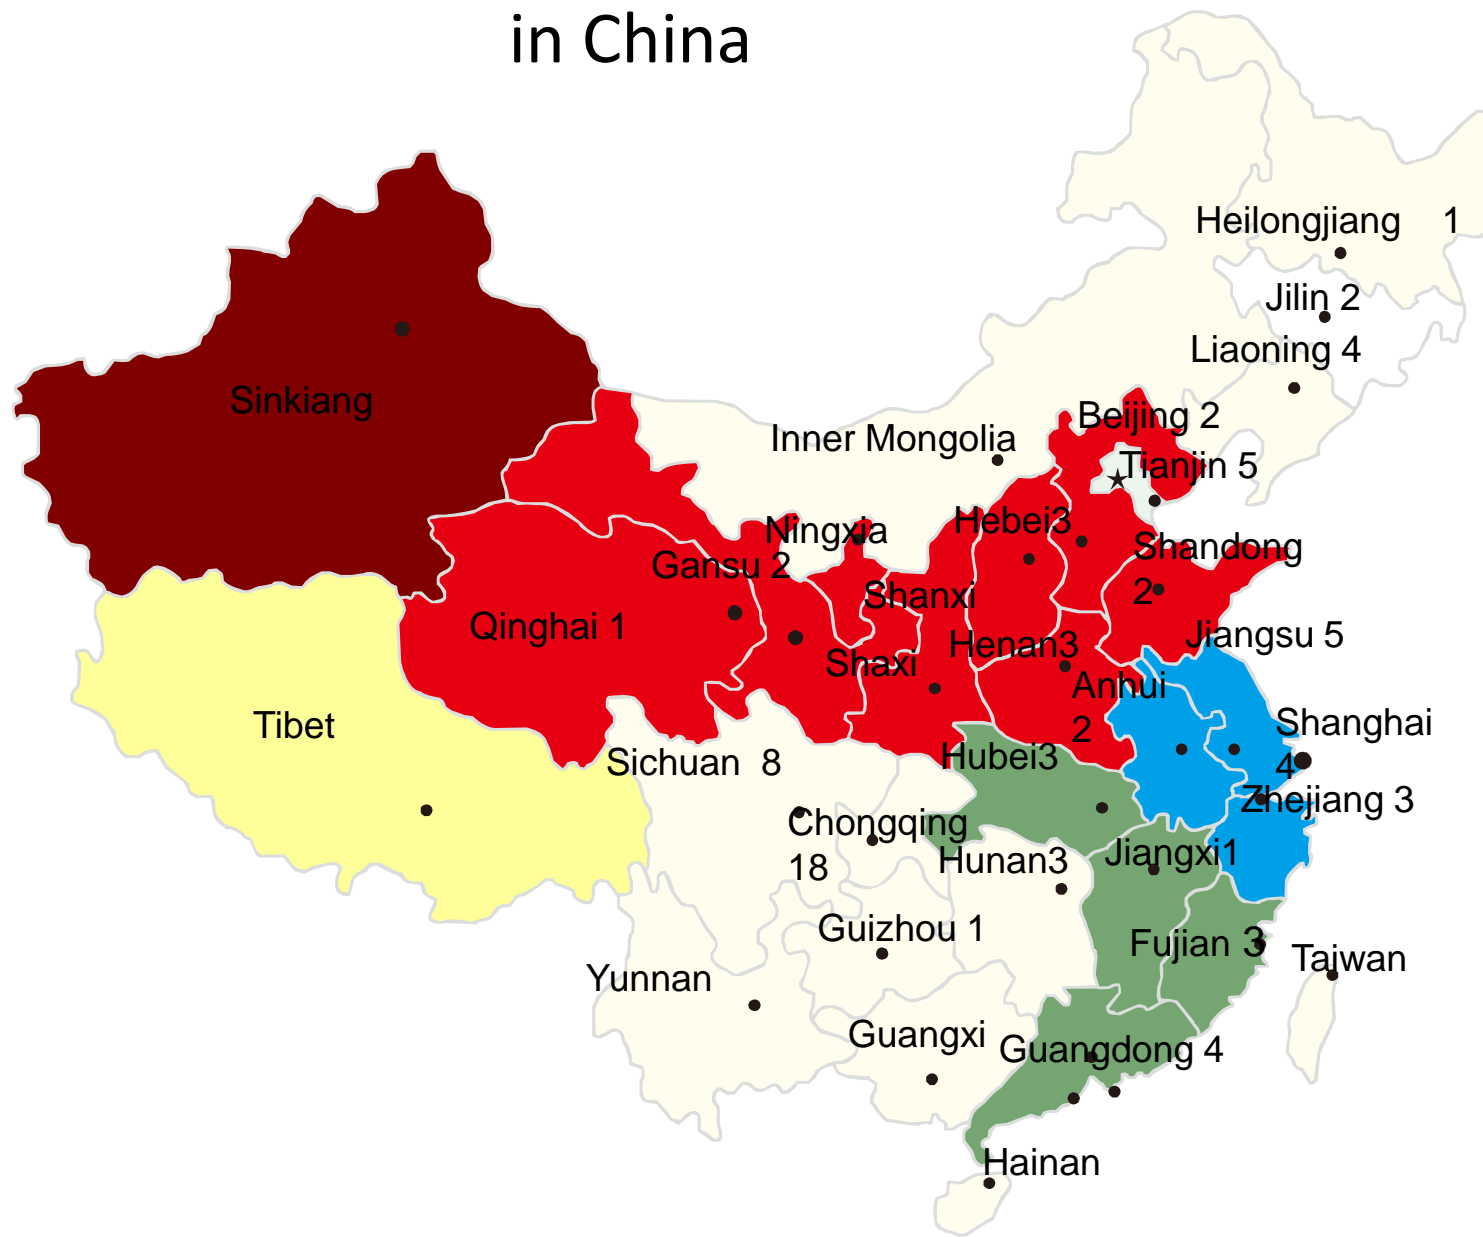 in China
Heilongjiang 1
Jilin 2
Liaoning 4
Sinkiang
Beijing 2
Inner Mongolia
Tianjin 5
Ningxia
Hebei3
Gansu 2
Shandong
2
Shanxi
Qinghai 1
Jiangsu 5
Henan3
Shaxi
Anhui
2
Tibet
Shanghai
4
Sichuan 8
Hubei3
Zhejiang 3
Chongqing
18
Hunan3
Jiangxi1
Guizhou 1
Fujian 3
Taiwan
Yunnan
Guangxi
Guangdong 4
Hainan